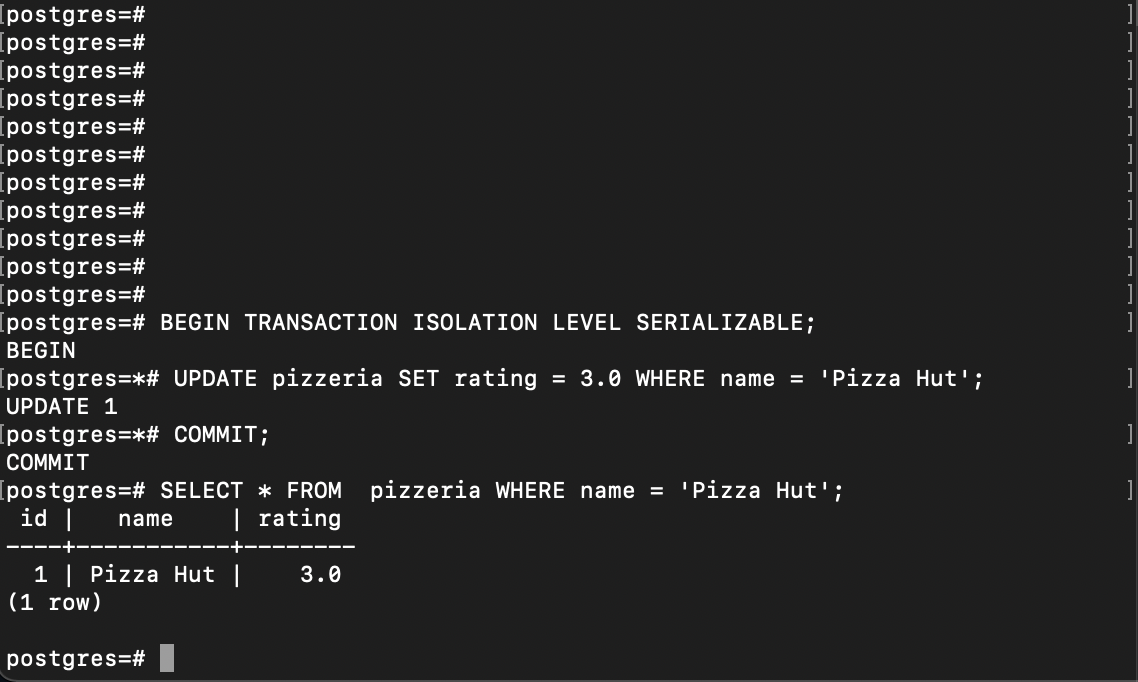 [postgres=# ]
[postgres=# ]
[postgres=# ]
[postgres=# ]
[postgres=# ]
[postgres=# ]
[postgres=# ]
[postgres=# ]
[postgres=# ]
[postgres=# ]
[postgres=# ]
[postgres=# BEGIN TRANSACTION ISOLATION LEVEL SERIALIZABLE; ]
BEGIN
[postgres=*# UPDATE pizzeria SET rating = 3.0 WHERE name = 'Pizza Hut'; ]
UPDATE 1
[postgres=*# COMMIT; ]
COMMIT
[postgres=# SELECT * FROM  pizzeria WHERE name = 'Pizza Hut'; ]
 id |   name    | rating
----+-----------+--------
  1 | Pizza Hut |    3.0
(1 row)
postgres=#